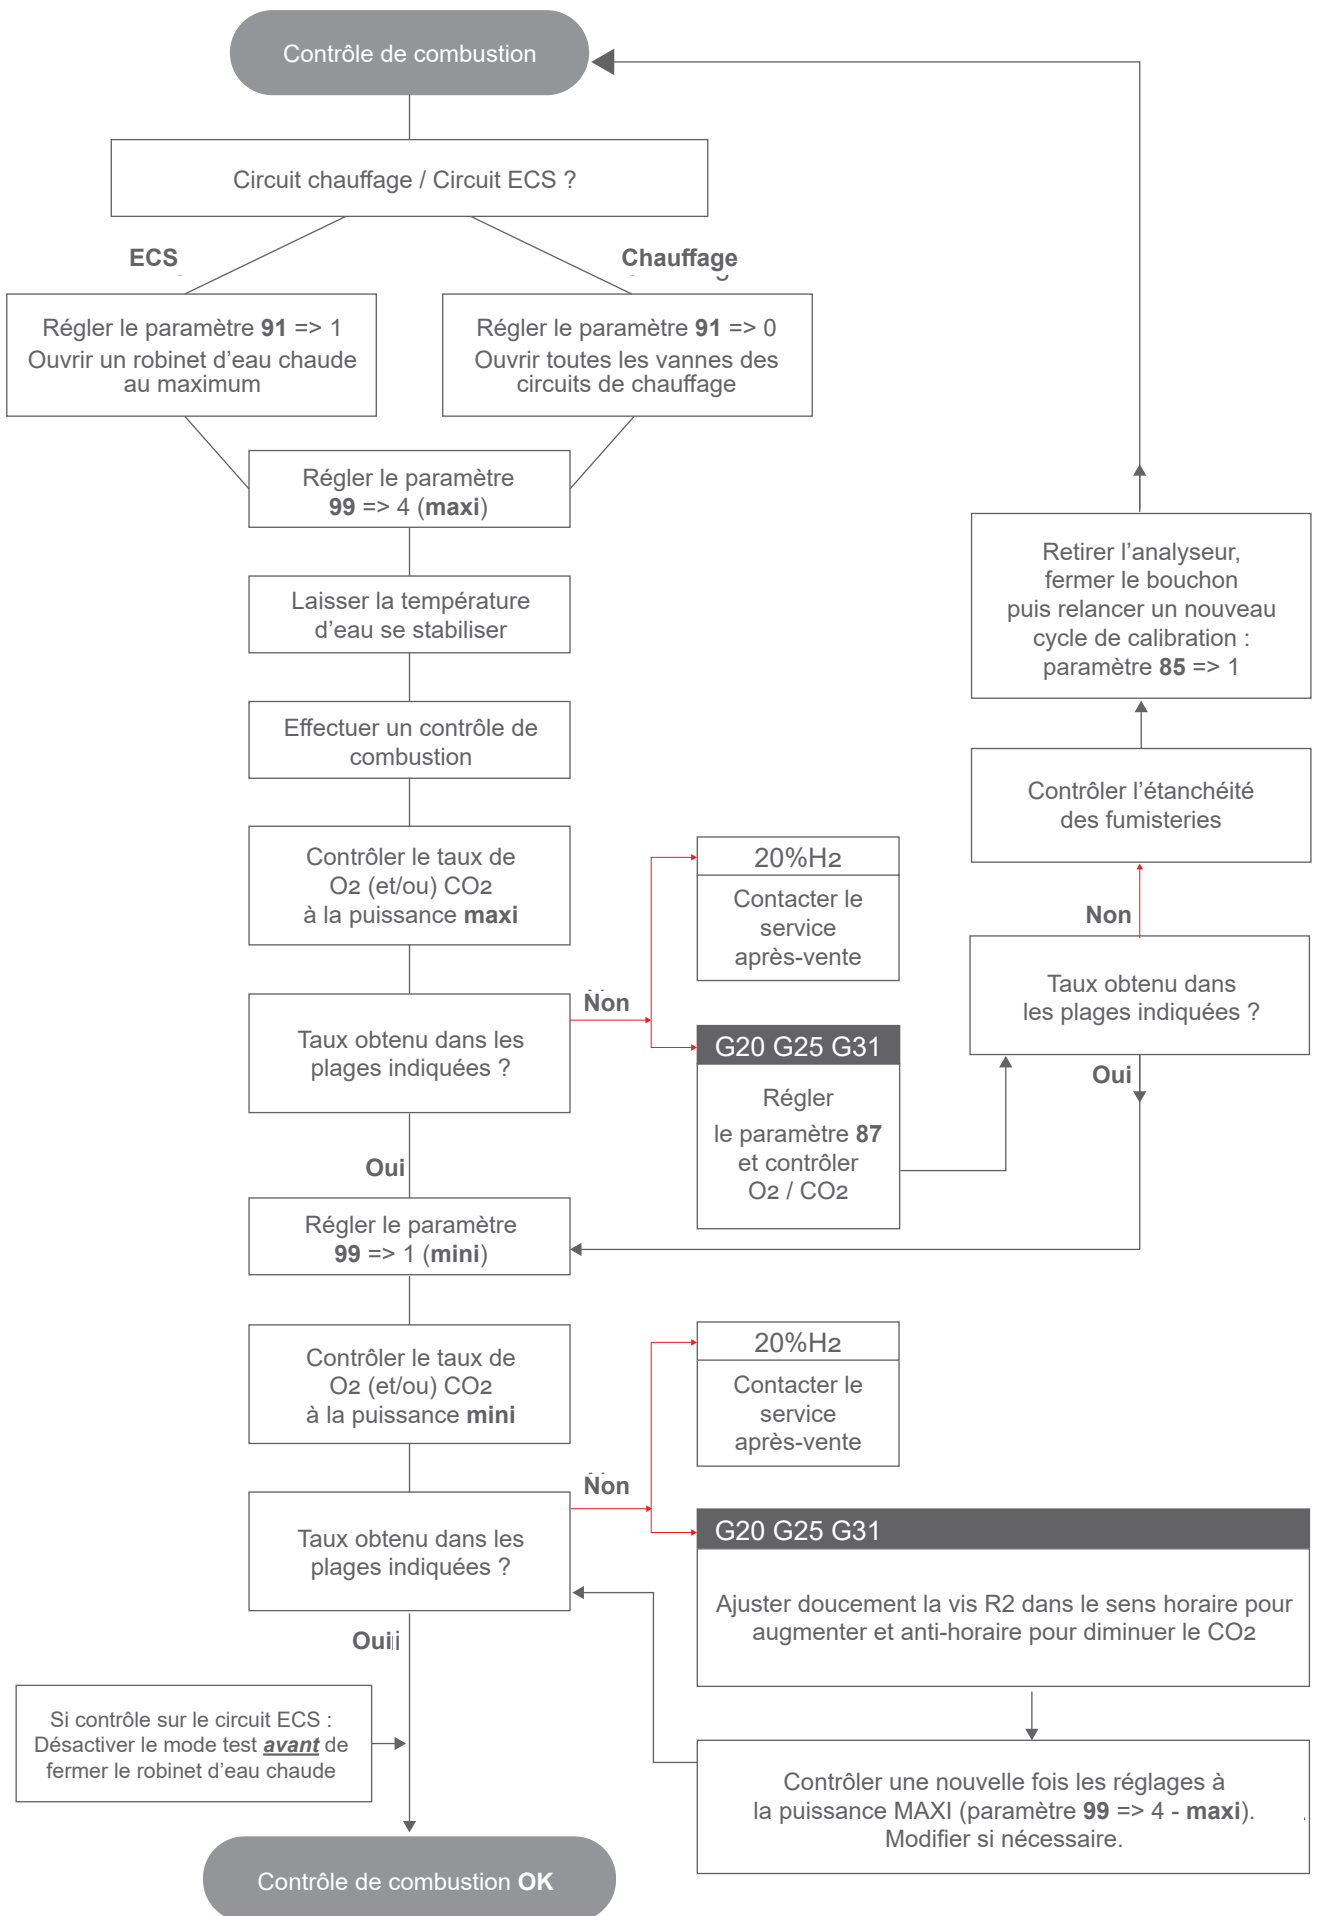 Contrôle de combustion
Circuit chauffage / Circuit ECS ?
ECS
Chauffage
Régler le paramètre 91 => 1
Ouvrir un robinet d'eau chaude
au maximum
Régler le paramètre 91 => 0
Ouvrir toutes les vannes des
circuits de chauffage
Régler le paramètre
99 => 4 (maxi)
Laisser la température
d'eau se stabiliser
Effectuer un contrôle de
combustion
Contrôler le taux de
O2 (et/ou) CO2
à la puissance maxi
Taux obtenu dans les
plages indiquées ?
Non
20%H2
Contacter le
service
après-vente
G20 G25 G31
Régler
le paramètre 87
et contrôler
O2 / CO2
Retirer l'analyseur,
fermer le bouchon
puis relancer un nouveau
cycle de calibration :
paramètre 85 => 1
Contrôler l'étanchéité
des fumisteries
Non
Taux obtenu dans
les plages indiquées ?
Oui
Oui
Régler le paramètre
99 => 1 (mini)
Contrôler le taux de
O2 (et/ou) CO2
à la puissance mini
Taux obtenu dans les
plages indiquées ?
Non
20%H2
Contacter le
service
après-vente
G20 G25 G31
Ajuster doucement la vis R2 dans le sens horaire pour
augmenter et anti-horaire pour diminuer le CO2
Contrôler une nouvelle fois les réglages à
la puissance MAXI (paramètre 99 => 4 - maxi).
Modifier si nécessaire.
Oui
Si contrôle sur le circuit ECS :
Désactiver le mode test avant de
fermer le robinet d'eau chaude
Contrôle de combustion OK